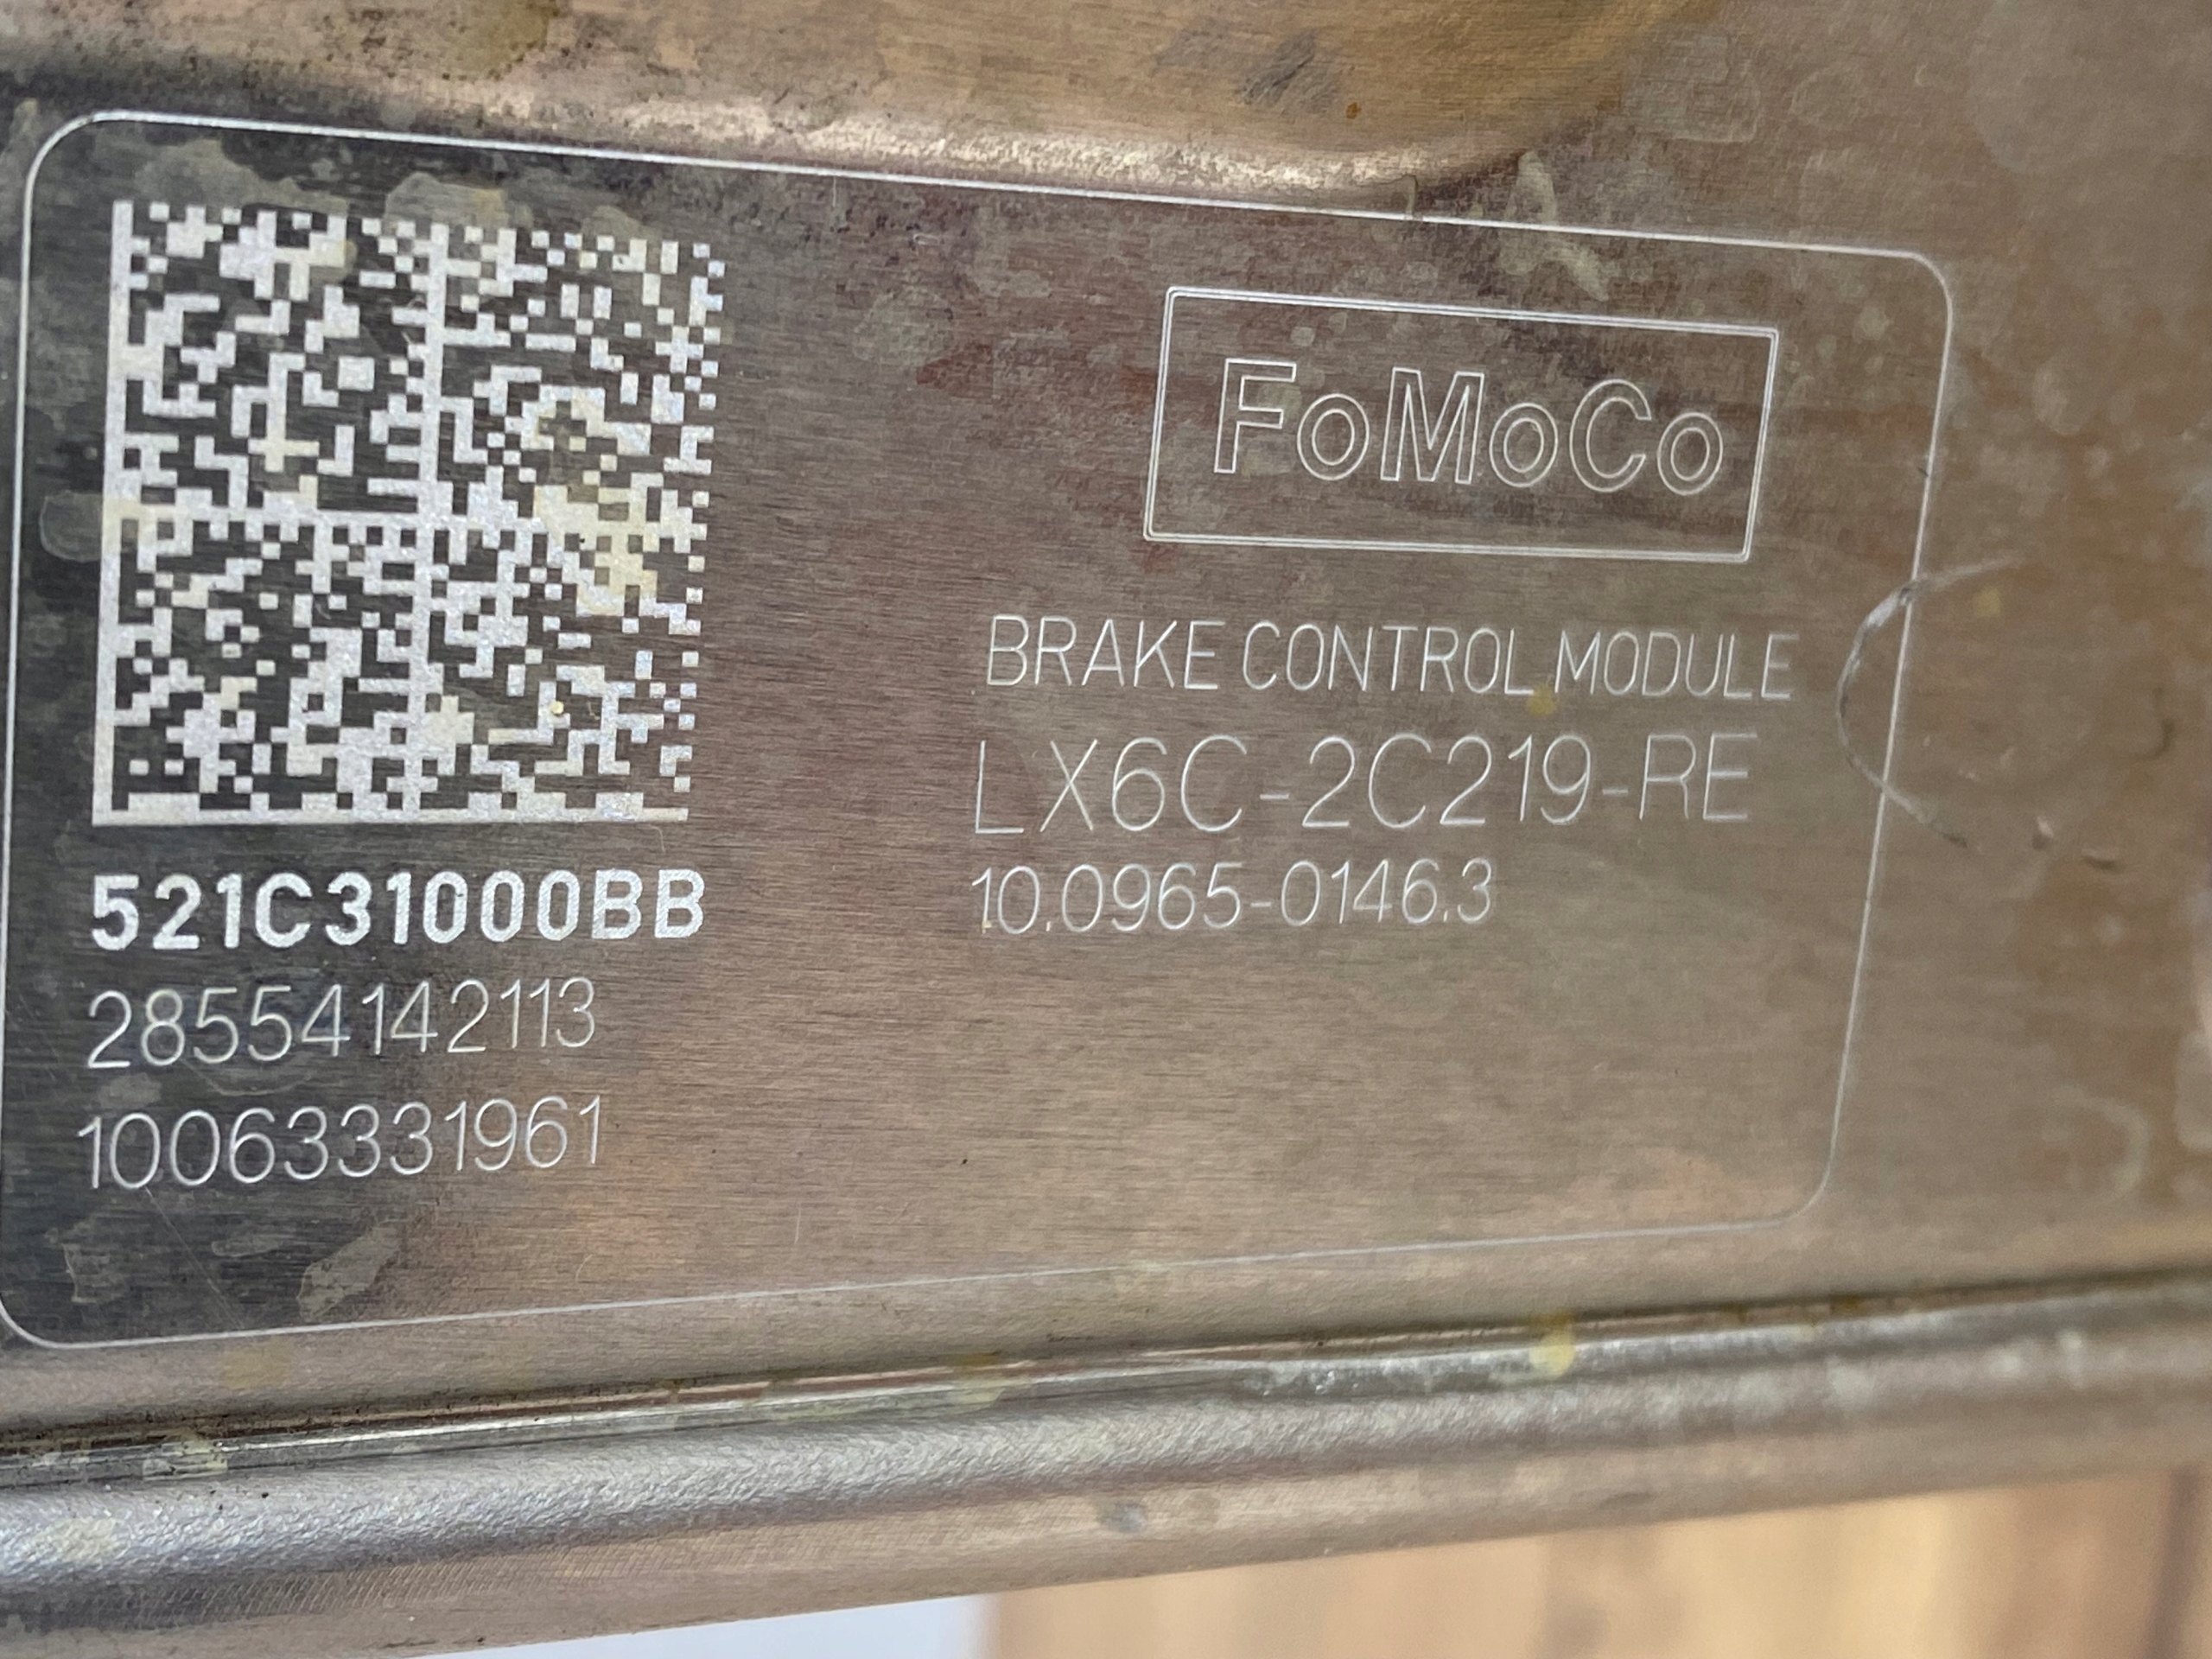 FoMoCo
BRAKE CONTROL MODULE
LX6C-2C219-RE
10.0965-0146.3
521C31000BB
28554142113
10063331961